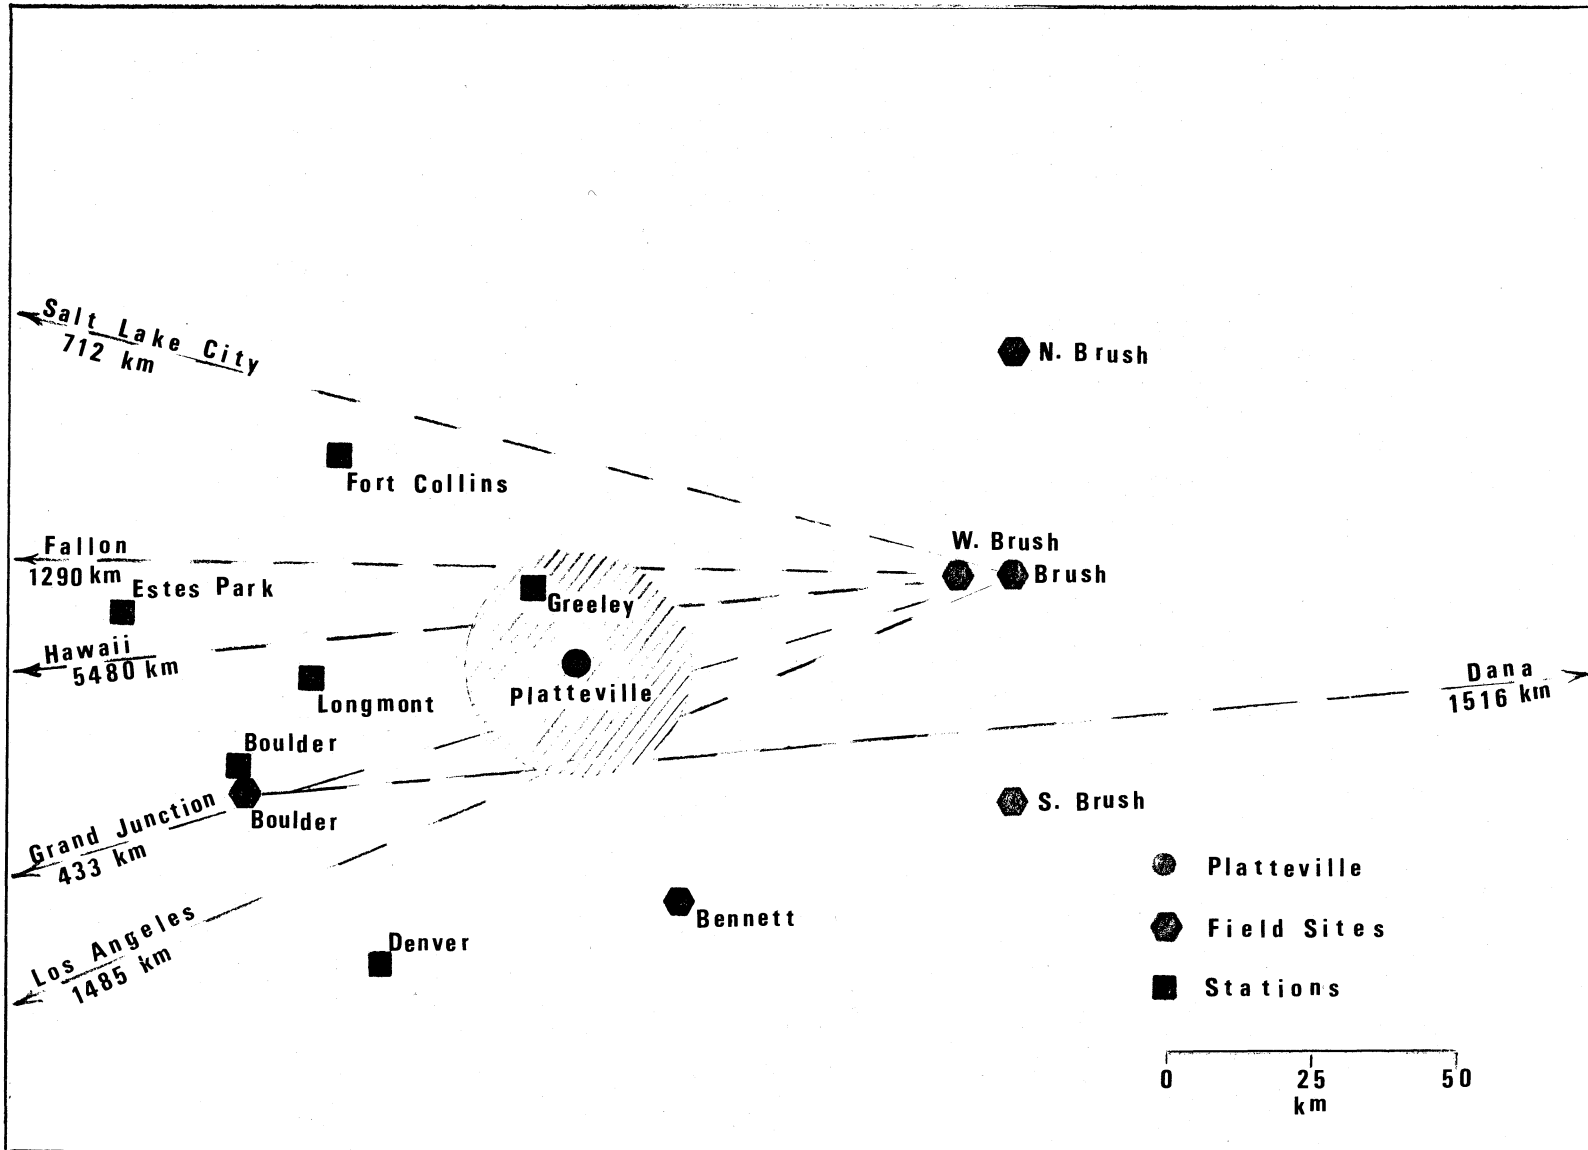 Salt Lake City
712 km
N. Brush
Fort Collins
Fallon
1290 km
Estes Park
W. Brush
Brush
Greeley
Hawaii
5480 km
Longmont
Platteville
Dana
1516 km
Boulder
Boulder
Grand Junction
433 km
S. Brush
Los Angeles
1485 km
Denver
Bennett
Platteville
Field Sites
Stations
0 25 50
km